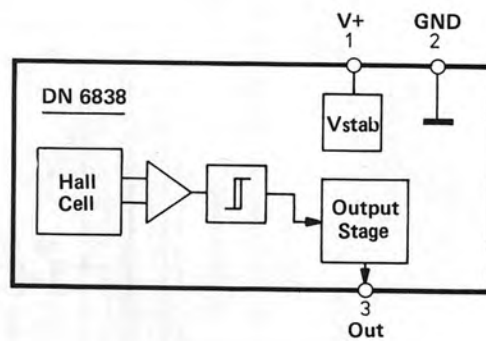 V+ GND
1 2
DN 6838
Vstab
Hall
Cell
Output
Stage
3
Out